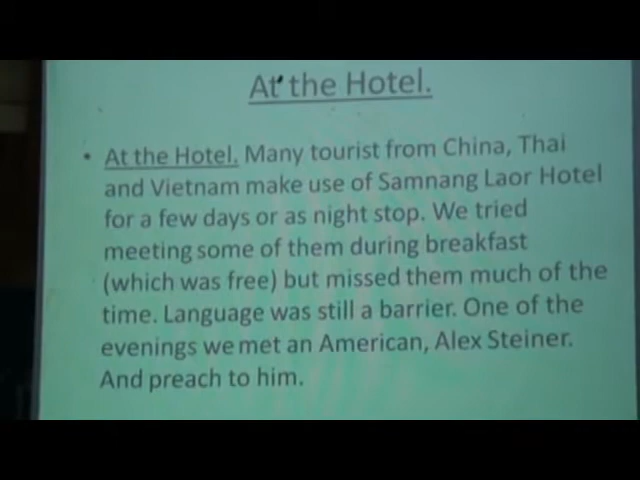 At the Hotel.
• At the Hotel. Many tourist from China, Thai
and Vietnam make use of Samnang Laor Hotel
for a few days or as night stop. We tried
meeting some of them during breakfast
(which was free) but missed them much of the
time. Language was still a barrier. One of the
evenings we met an American, Alex Steiner.
And preach to him.